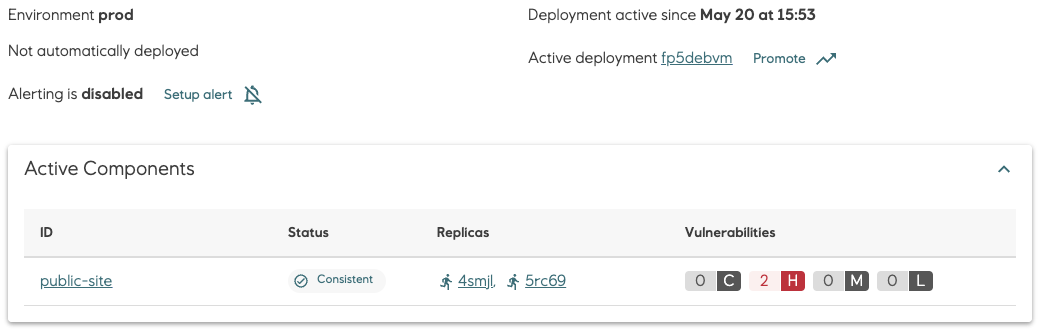 Environment prod
Not automatically deployed
Alerting is disabled Setup alert
Deployment active since May 20 at 15:53
Active deployment fp5debvm Promote
Active Components
ID Status Replicas Vulnerabilities
public-site Consistent 4smjl, 5rc69 0 C 2 H 0 M 0 L